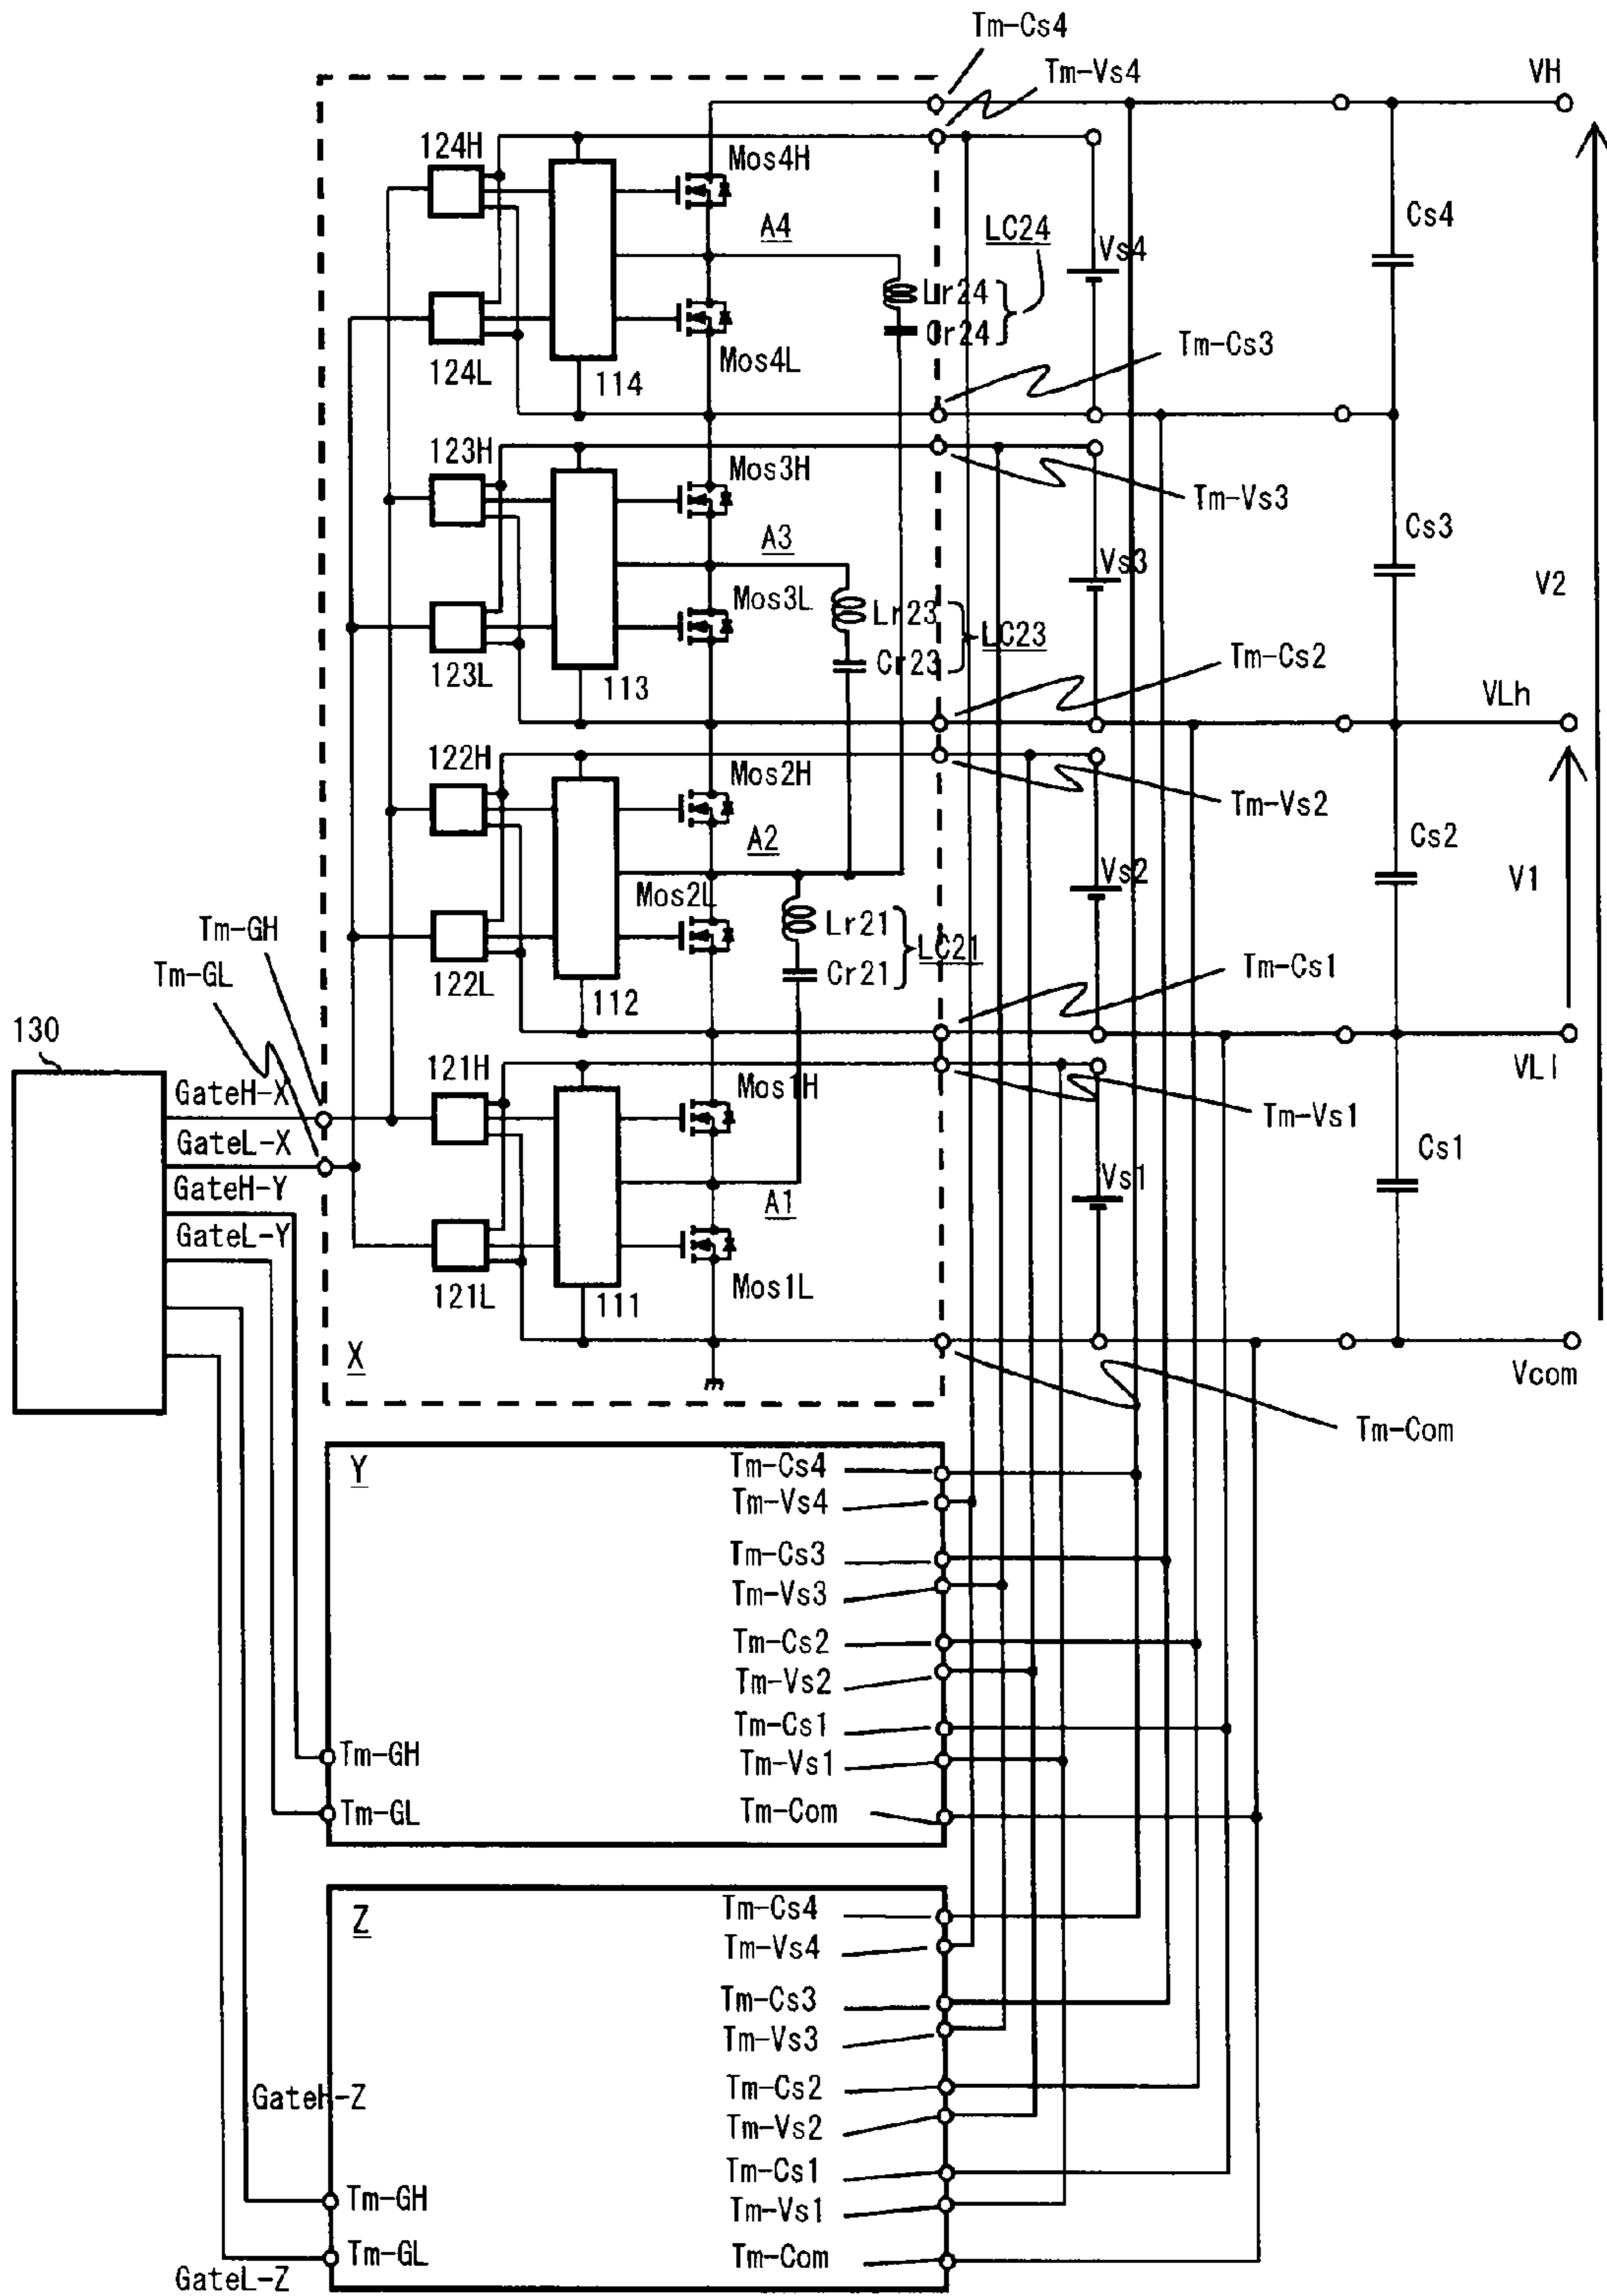 Tm-Cs4
Tm-Vs4
VH
124H
Mos4H
A4
LC24
Vs4
Cs4
Lr24
Cr24
124L
114
Mos4L
Tm-Cs3
123H
Mos3H
Tm-Vs3
A3
Cs3
Vs3
V2
Mos3L
Lr23
LC23
Cr23
123L
113
Tm-Cs2
VLh
122H
Mos2H
Tm-Vs2
A2
Cs2
Vs2
V1
Mos2L
Lr21
LC21
Cr21
Tm-GH
Tm-GL
122L
112
Tm-Cs1
130
121H
Mos1H
VLl
GateH-X
Tm-Vs1
GateL-X
Cs1
GateH-Y
Vs1
A1
GateL-Y
121L
111
Mos1L
X
Vcom
Tm-Com
Y
Tm-Cs4
Tm-Vs4
Tm-Cs3
Tm-Vs3
Tm-Cs2
Tm-Vs2
Tm-Cs1
Tm-GH
Tm-Vs1
Tm-GL
Tm-Com
Z
Tm-Cs4
Tm-Vs4
Tm-Cs3
Tm-Vs3
GateH-Z
Tm-Cs2
Tm-Vs2
Tm-Cs1
Tm-GH
Tm-Vs1
Tm-GL
Tm-Com
GateL-Z